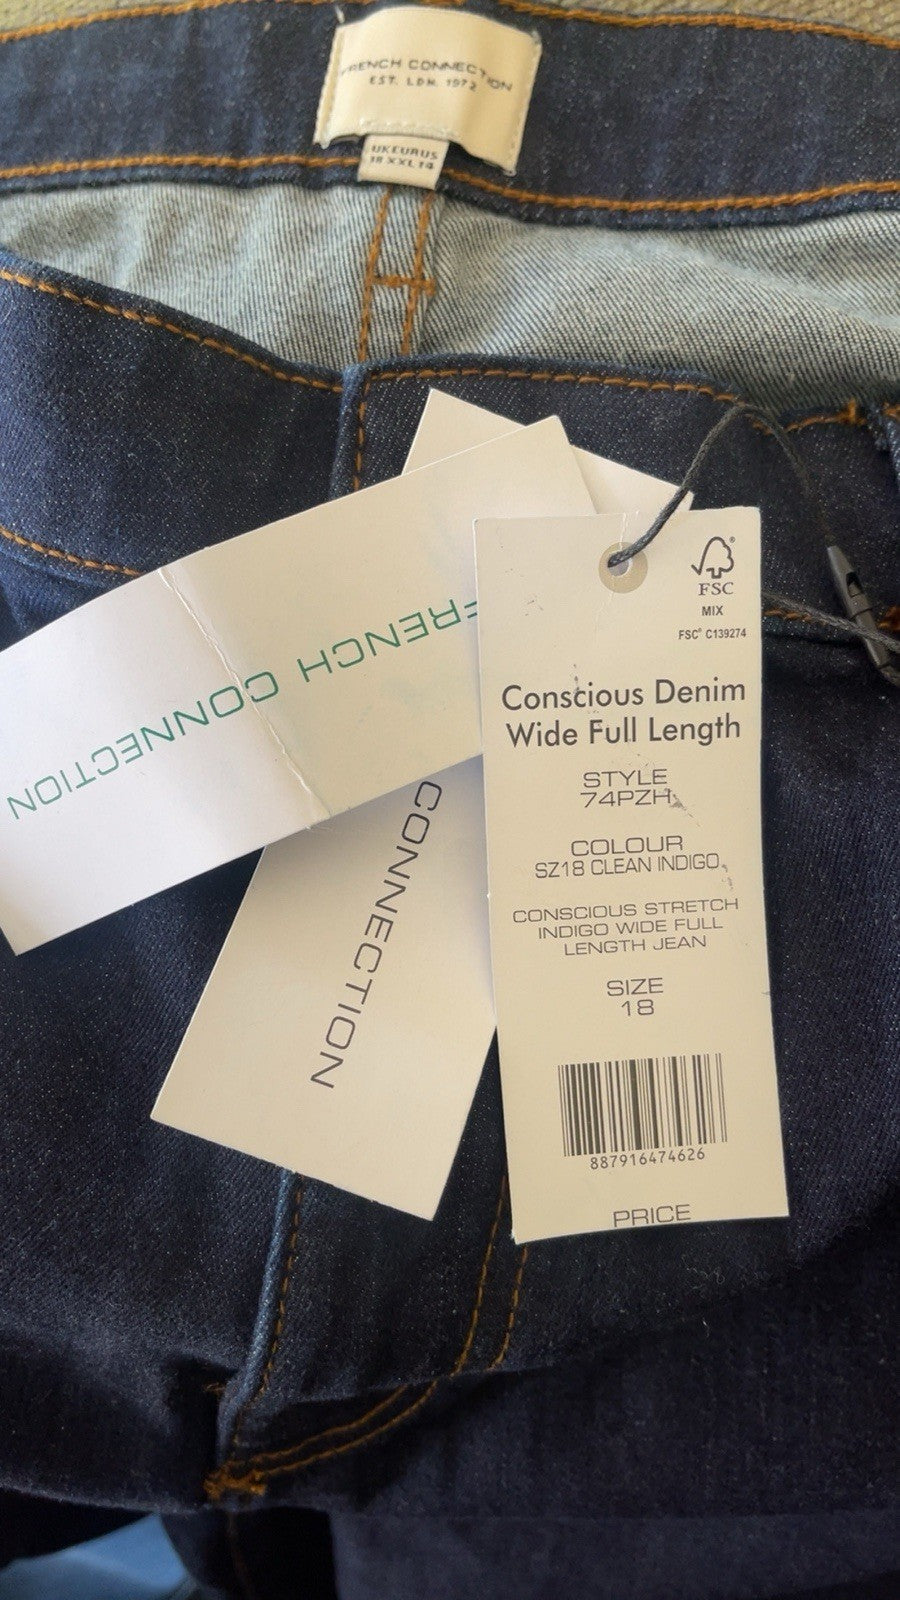 FRENCH CONNECTION
EST. LDN. 1972
UK EUR US
18 XXL 14
FRENCH CONNECTION
CONNECTION
FSC®
MIX
FSC® C139274
Conscious Denim
Wide Full Length
STYLE
74PZH
COLOUR
SZ18 CLEAN INDIGO
CONSCIOUS STRETCH
INDIGO WIDE FULL
LENGTH JEAN
SIZE
18
887916474626
PRICE